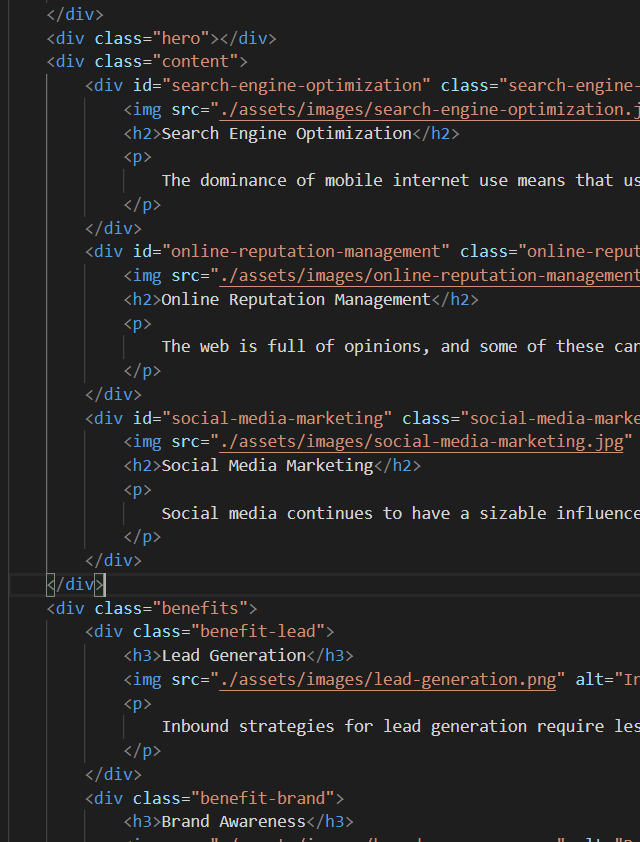 </div>
<div class="hero"></div>
<div class="content">
<div id="search-engine-optimization" class="search-engine-
<img src="./assets/images/search-engine-optimization.j
<h2>Search Engine Optimization</h2>
<p>
The dominance of mobile internet use means that us
</p>
</div>
<div id="online-reputation-management" class="online-reput
<img src="./assets/images/online-reputation-management
<h2>Online Reputation Management</h2>
<p>
The web is full of opinions, and some of these can
</p>
</div>
<div id="social-media-marketing" class="social-media-marke
<img src="./assets/images/social-media-marketing.jpg"
<h2>Social Media Marketing</h2>
<p>
Social media continues to have a sizable influence
</p>
</div>
</div>
<div class="benefits">
<div class="benefit-lead">
<h3>Lead Generation</h3>
<img src="./assets/images/lead-generation.png" alt="In
<p>
Inbound strategies for lead generation require les
</p>
</div>
<div class="benefit-brand">
<h3>Brand Awareness</h3>